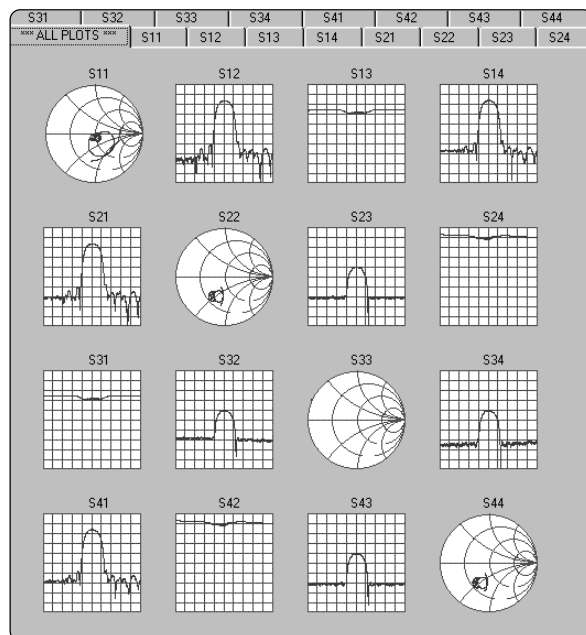 S31 S32 S33 S34 S41 S42 S43 S44
*** ALL PLOTS *** S11 S12 S13 S14 S21 S22 S23 S24
S11 S12 S13 S14
S21 S22 S23 S24
S31 S32 S33 S34
S41 S42 S43 S44